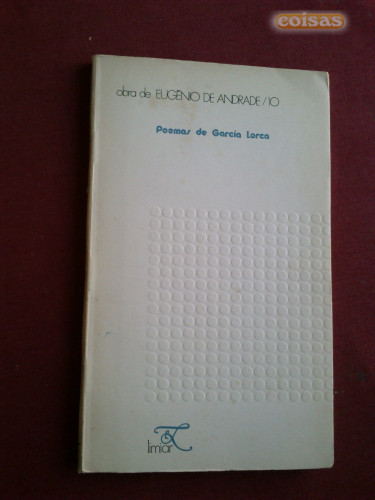 coisas
obra de EUGÉNIO DE ANDRADE/10
Poemas de García Lorca
limiar